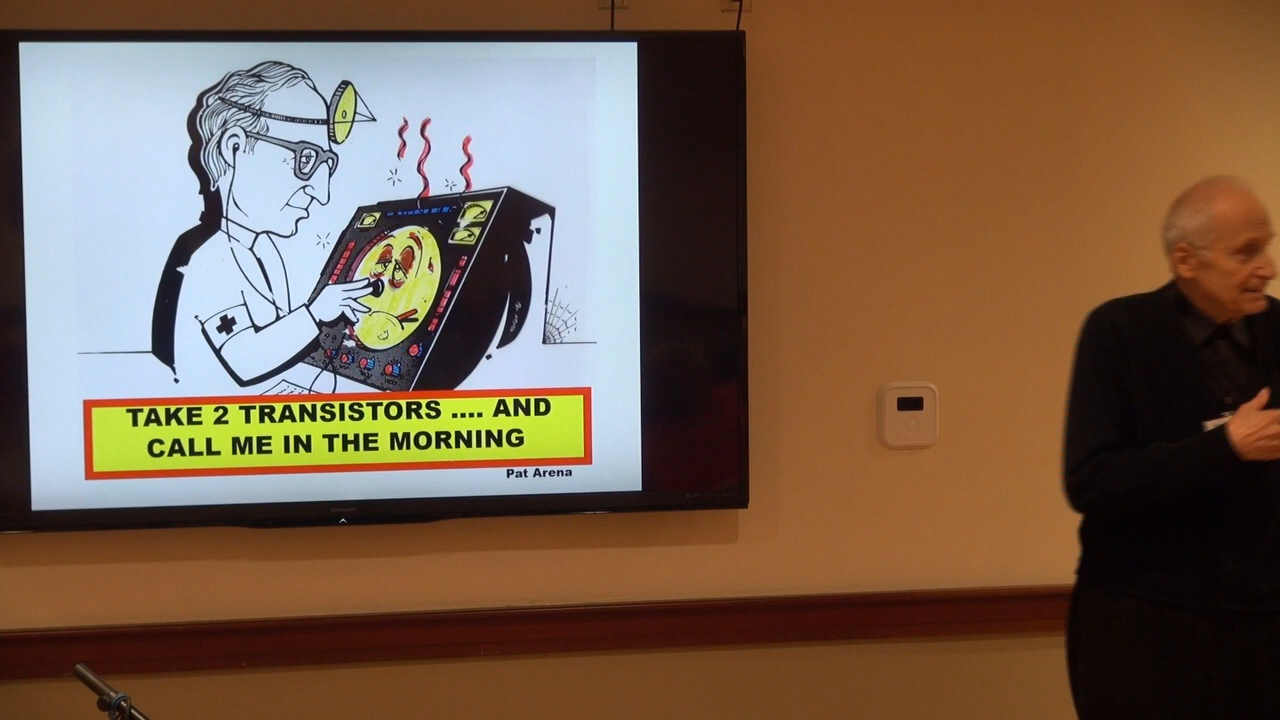 TAKE 2 TRANSISTORS .... AND
CALL ME IN THE MORNING
Pat Arena